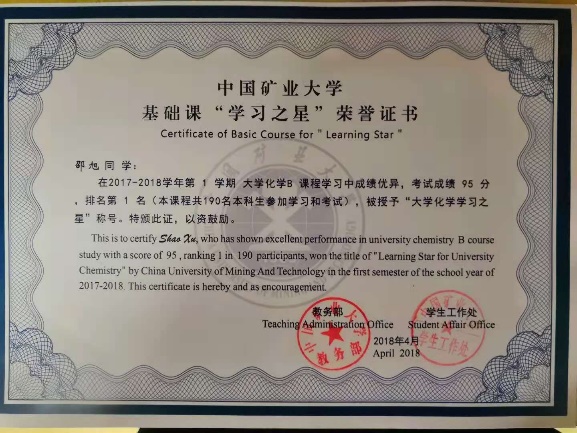 中国矿业大学
基础课“学习之星”荣誉证书
Certificate of Basic Course for " Learning Star "
邵旭同学：
在2017-2018学年第 1 学期 大学化学B 课程学习中成绩优异，考试成绩 95 分
，排名第 1 名（本课程共190名本科生参加学习和考试），被授予“大学化学学习之
星”称号。特颁此证，以资鼓励。
This is to certify Shao Xu, who has shown excellent performance in university chemistry B course
study with a score of 95 , ranking 1 in 190 participants, won the title of "Learning Star for University
Chemistry" by China University of Mining And Technology in the first semester of the school year of
2017-2018. This certificate is hereby and as encouragement.
教务部 学生工作处
Teaching Administration Office Student Affair Office
2018年4月
April 2018
学生工作处